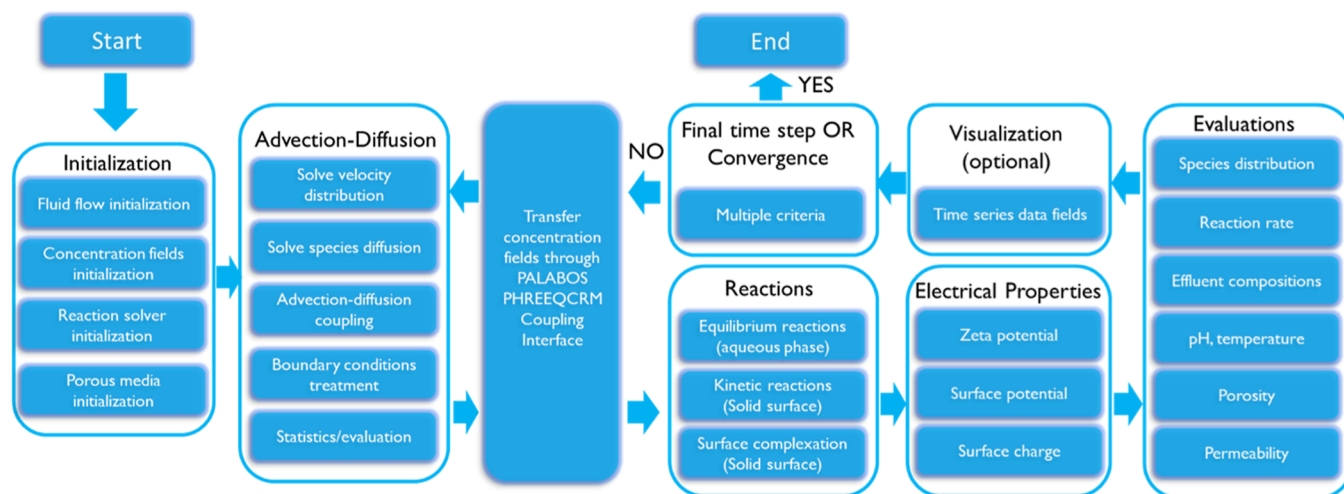 Start
Initialization
Fluid flow initialization
Concentration fields
initialization
Reaction solver
initialization
Porous media
initialization
Advection-Diffusion
Solve velocity
distribution
Solve species diffusion
Advection-diffusion
coupling
Boundary conditions
treatment
Statistics/evaluation
Transfer
concentration
fields through
PALABOS
PHREEQCRM
Coupling
Interface
End
YES
NO
Final time step OR
Convergence
Multiple criteria
Visualization
(optional)
Time series data fields
Reactions
Equilibrium reactions
(aqueous phase)
Kinetic reactions
(Solid surface)
Surface complexation
(Solid surface)
Electrical Properties
Zeta potential
Surface potential
Surface charge
Evaluations
Species distribution
Reaction rate
Effluent compositions
pH, temperature
Porosity
Permeability